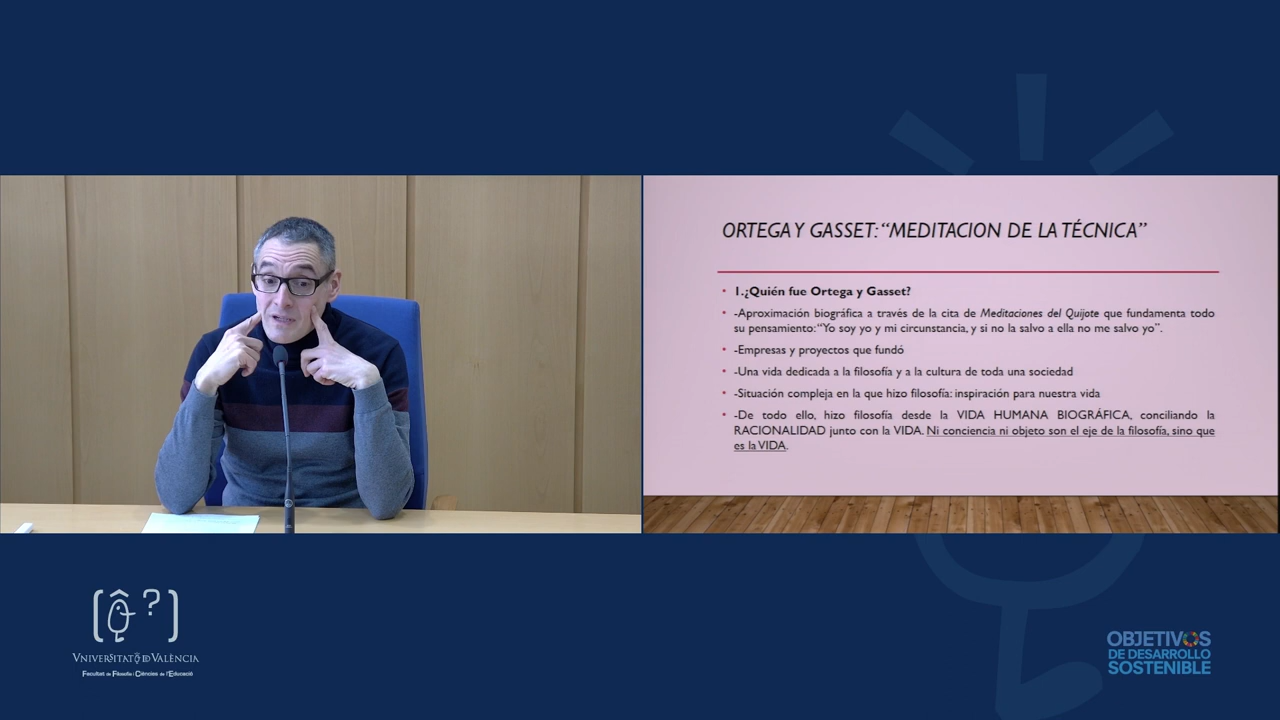 ORTEGA Y GASSET: “MEDITACION DE LA TÉCNICA”
• 1.¿Quién fue Ortega y Gasset?
• -Aproximación biográfica a través de la cita de Meditaciones del Quijote que fundamenta todo
su pensamiento: “Yo soy yo y mi circunstancia, y si no la salvo a ella no me salvo yo”.
• -Empresas y proyectos que fundó
• -Una vida dedicada a la filosofía y a la cultura de toda una sociedad
• -Situación compleja en la que hizo filosofía: inspiración para nuestra vida
• -De todo ello, hizo filosofía desde la VIDA HUMANA BIOGRÁFICA, conciliando la
RACIONALIDAD junto con la VIDA. Ni conciencia ni objeto son el eje de la filosofía, sino que
es la VIDA.
[Ô ?]
VNIVERSITATQ͛ DVALÈNCIA
Facultat de Filosofia i Ciències de l'Educació
OBJETIVOS
DE DESARROLLO
SOSTENIBLE